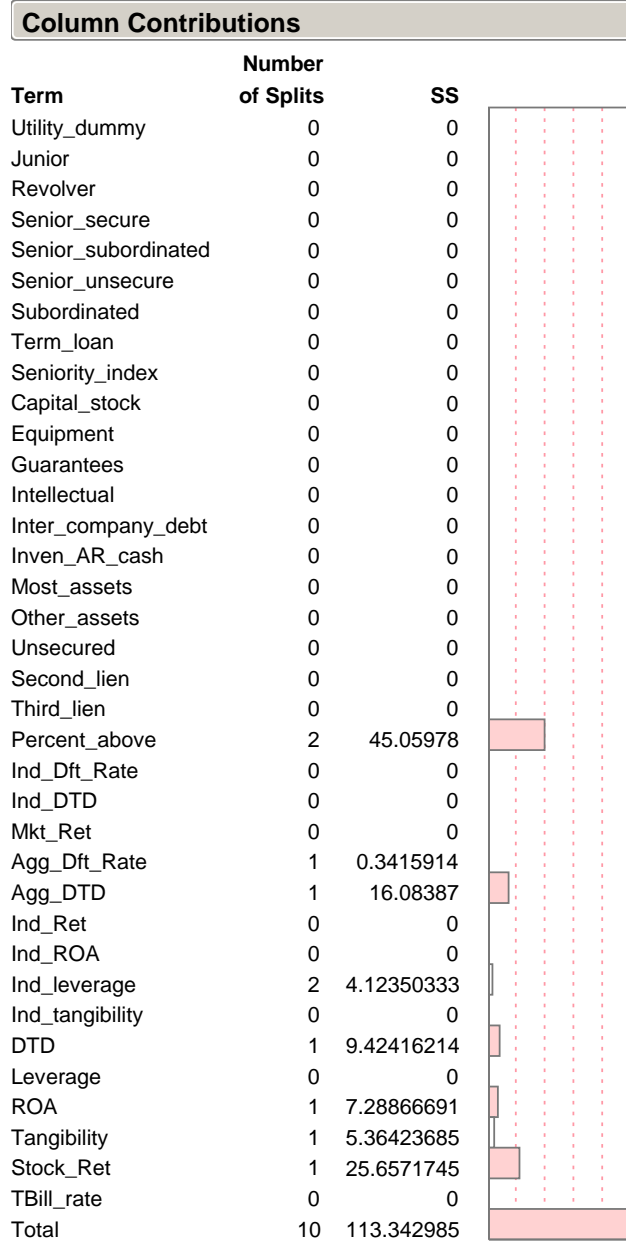 Column Contributions
Number
Term of Splits SS
Utility_dummy 0 0
Junior 0 0
Revolver 0 0
Senior_secure 0 0
Senior_subordinated 0 0
Senior_unsecure 0 0
Subordinated 0 0
Term_loan 0 0
Seniority_index 0 0
Capital_stock 0 0
Equipment 0 0
Guarantees 0 0
Intellectual 0 0
Inter_company_debt 0 0
Inven_AR_cash 0 0
Most_assets 0 0
Other_assets 0 0
Unsecured 0 0
Second_lien 0 0
Third_lien 0 0
Percent_above 2 45.05978
Ind_Dft_Rate 0 0
Ind_DTD 0 0
Mkt_Ret 0 0
Agg_Dft_Rate 1 0.3415914
Agg_DTD 1 16.08387
Ind_Ret 0 0
Ind_ROA 0 0
Ind_leverage 2 4.12350333
Ind_tangibility 0 0
DTD 1 9.42416214
Leverage 0 0
ROA 1 7.28866691
Tangibility 1 5.36423685
Stock_Ret 1 25.6571745
TBill_rate 0 0
Total 10 113.342985